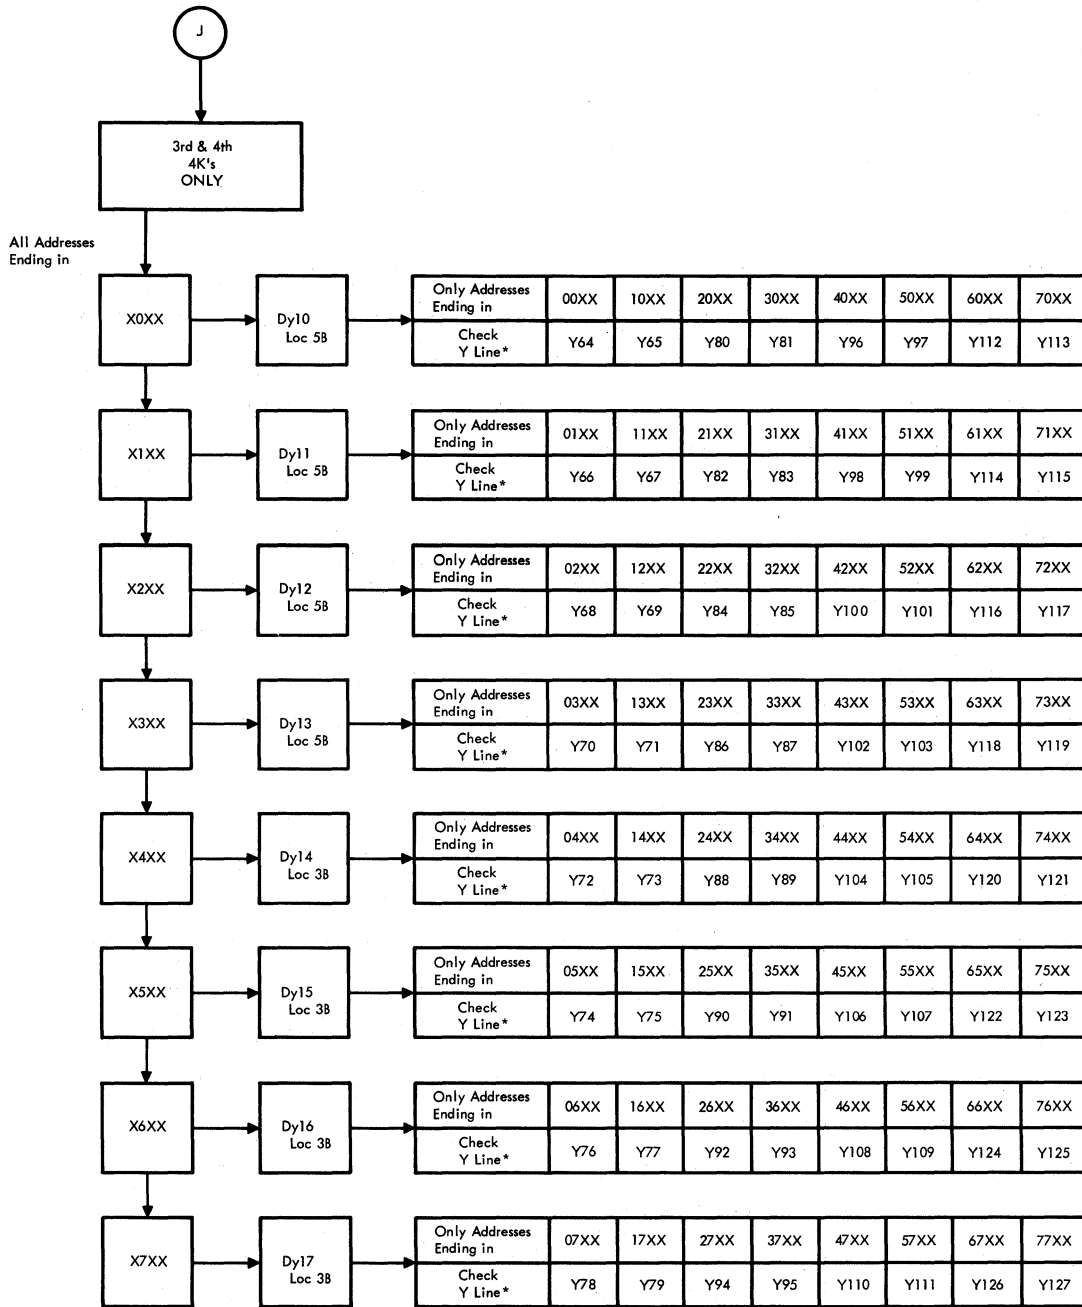 J
3rd & 4th
4K's
ONLY
All Addresses
Ending in
X0XX
Dy10
Loc 5B
Only Addresses
Ending in
00XX 10XX 20XX 30XX 40XX 50XX 60XX 70XX
Check
Y Line*
Y64 Y65 Y80 Y81 Y96 Y97 Y112 Y113
X1XX
Dy11
Loc 5B
Only Addresses
Ending in
01XX 11XX 21XX 31XX 41XX 51XX 61XX 71XX
Check
Y Line*
Y66 Y67 Y82 Y83 Y98 Y99 Y114 Y115
X2XX
Dy12
Loc 5B
Only Addresses
Ending in
02XX 12XX 22XX 32XX 42XX 52XX 62XX 72XX
Check
Y Line*
Y68 Y69 Y84 Y85 Y100 Y101 Y116 Y117
X3XX
Dy13
Loc 5B
Only Addresses
Ending in
03XX 13XX 23XX 33XX 43XX 53XX 63XX 73XX
Check
Y Line*
Y70 Y71 Y86 Y87 Y102 Y103 Y118 Y119
X4XX
Dy14
Loc 3B
Only Addresses
Ending in
04XX 14XX 24XX 34XX 44XX 54XX 64XX 74XX
Check
Y Line*
Y72 Y73 Y88 Y89 Y104 Y105 Y120 Y121
X5XX
Dy15
Loc 3B
Only Addresses
Ending in
05XX 15XX 25XX 35XX 45XX 55XX 65XX 75XX
Check
Y Line*
Y74 Y75 Y90 Y91 Y106 Y107 Y122 Y123
X6XX
Dy16
Loc 3B
Only Addresses
Ending in
06XX 16XX 26XX 36XX 46XX 56XX 66XX 76XX
Check
Y Line*
Y76 Y77 Y92 Y93 Y108 Y109 Y124 Y125
X7XX
Dy17
Loc 3B
Only Addresses
Ending in
07XX 17XX 27XX 37XX 47XX 57XX 67XX 77XX
Check
Y Line*
Y78 Y79 Y94 Y95 Y110 Y111 Y126 Y127